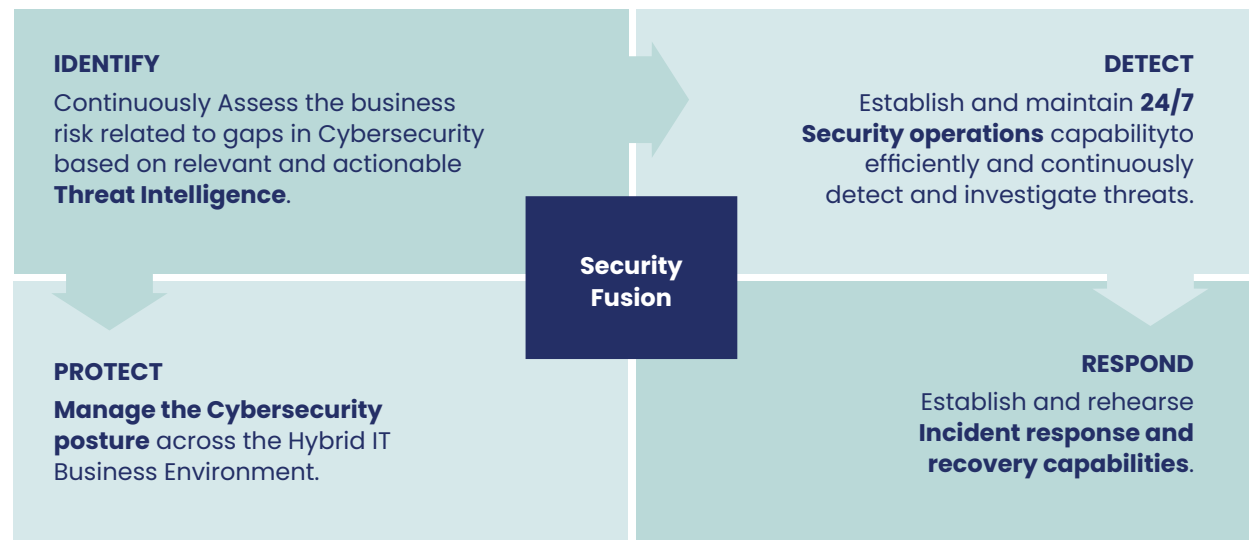 IDENTIFY
Continuously Assess the business
risk related to gaps in Cybersecurity
based on relevant and actionable
Threat Intelligence.
DETECT
Establish and maintain 24/7
Security operations capabilityto
efficiently and continuously
detect and investigate threats.
Security
Fusion
PROTECT
Manage the Cybersecurity
posture across the Hybrid IT
Business Environment.
RESPOND
Establish and rehearse
Incident response and
recovery capabilities.